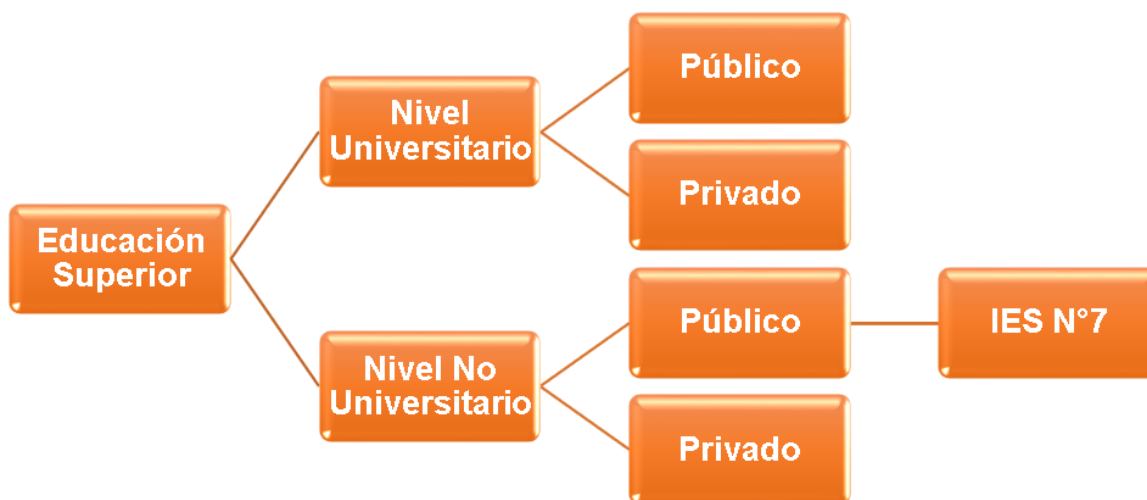 Educación
Superior
Nivel
Universitario
Público
Privado
Nivel No
Universitario
Público
IES N°7
Privado